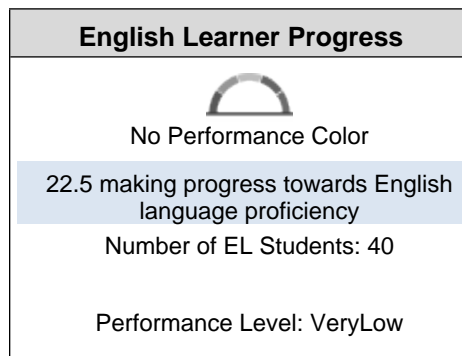 English Learner Progress
No Performance Color
22.5 making progress towards English
language proficiency
Number of EL Students: 40
Performance Level: VeryLow